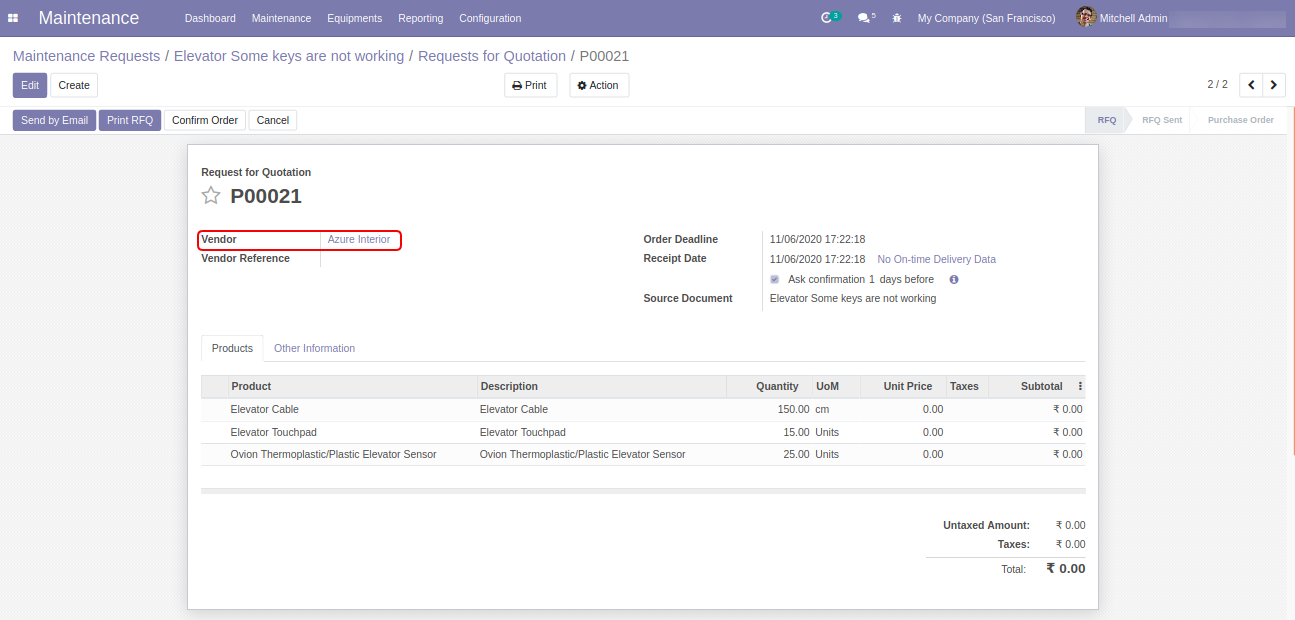 Maintenance Dashboard Maintenance Equipments Reporting Configuration 3 5 My Company (San Francisco) Mitchell Admin
Maintenance Requests / Elevator Some keys are not working / Requests for Quotation / P00021
Edit Create Print Action 2 / 2
Send by Email Print RFQ Confirm Order Cancel RFQ RFQ Sent Purchase Order
Request for Quotation
P00021
Vendor Azure Interior Order Deadline 11/06/2020 17:22:18
Vendor Reference Receipt Date 11/06/2020 17:22:18 No On-time Delivery Data
Ask confirmation 1 days before
Source Document Elevator Some keys are not working
Products Other Information
Product Description Quantity UoM Unit Price Taxes Subtotal
Elevator Cable Elevator Cable 150.00 cm 0.00 ₹ 0.00
Elevator Touchpad Elevator Touchpad 15.00 Units 0.00 ₹ 0.00
Ovion Thermoplastic/Plastic Elevator Sensor Ovion Thermoplastic/Plastic Elevator Sensor 25.00 Units 0.00 ₹ 0.00
Untaxed Amount: ₹ 0.00
Taxes: ₹ 0.00
Total: ₹ 0.00